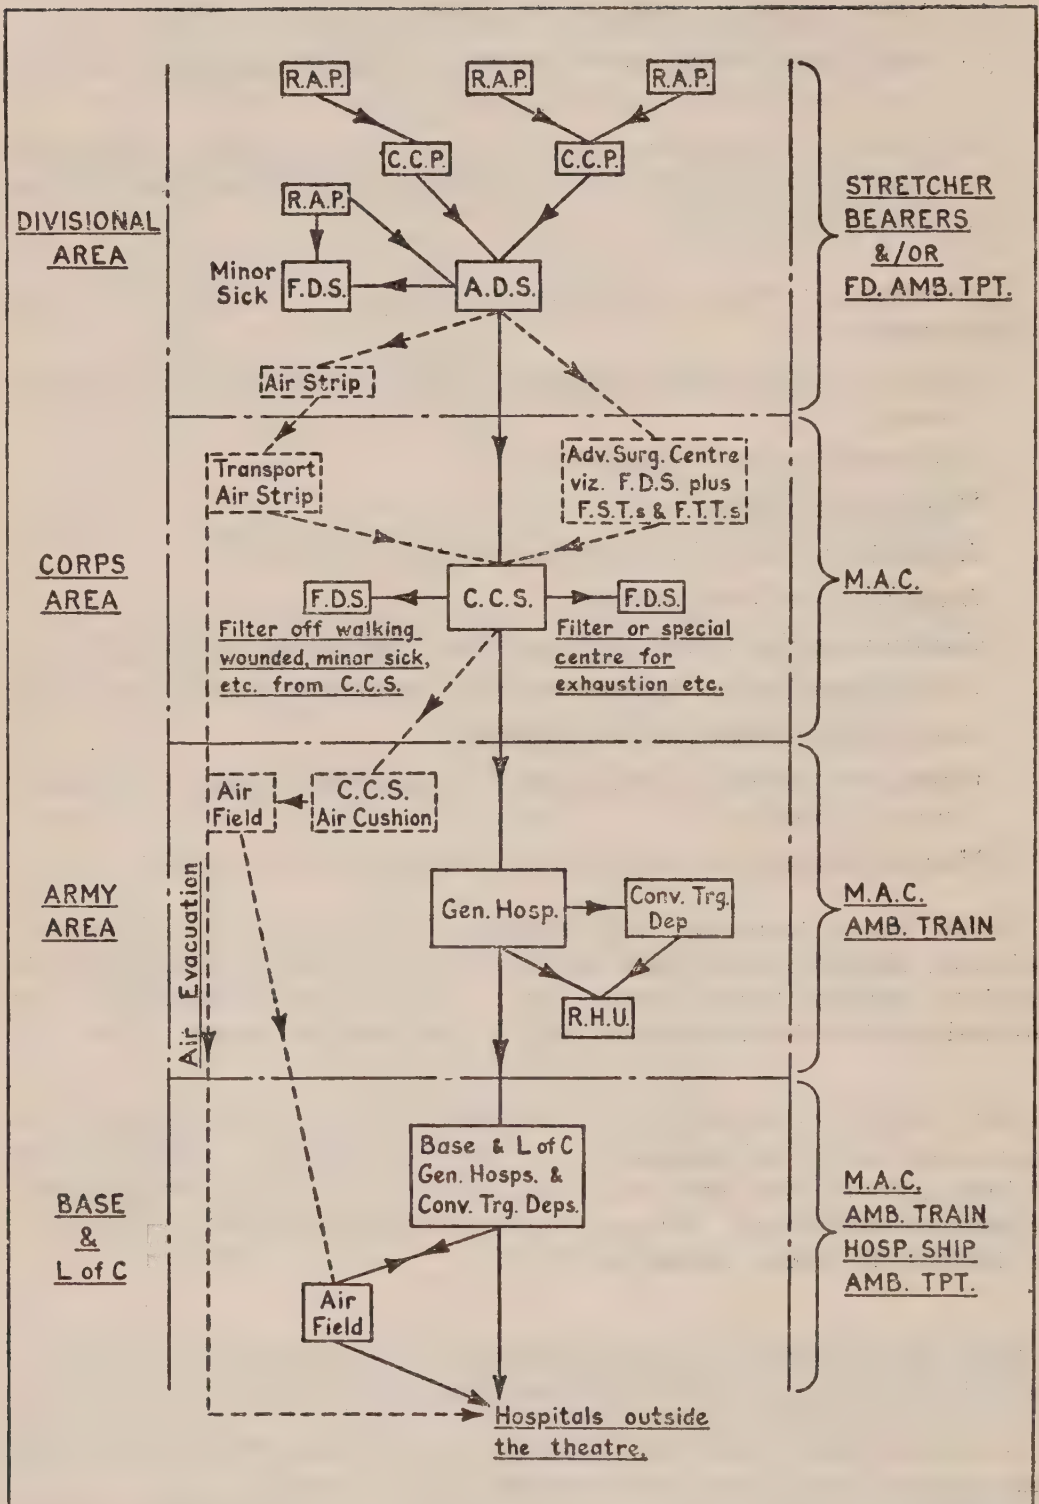 R.A.P.
R.A.P.
R.A.P.
C.C.P.
C.C.P.
R.A.P.
DIVISIONAL
AREA
Minor
Sick
F.D.S.
A.D.S.
STRETCHER
BEARERS
&/OR
FD. AMB. TPT.
Air Strip
Transport
Air Strip
Adv. Surg. Centre
viz. F.D.S. plus
F.S.T.s & F.T.T.s
CORPS
AREA
F.D.S.
C.C.S.
F.D.S.
Filter off walking
wounded, minor sick,
etc. from C.C.S.
Filter or special
centre for
exhaustion etc.
M.A.C.
Air
Field
C.C.S.
Air Cushion
ARMY
AREA
Air Evacuation
Gen. Hosp.
Conv. Trg.
Dep
R.H.U.
M.A.C.
AMB. TRAIN
BASE
&
L of C
Base & L of C
Gen. Hosps. &
Conv. Trg. Deps.
Air
Field
M.A.C.
AMB. TRAIN
HOSP. SHIP
AMB. TPT.
Hospitals outside
the theatre.